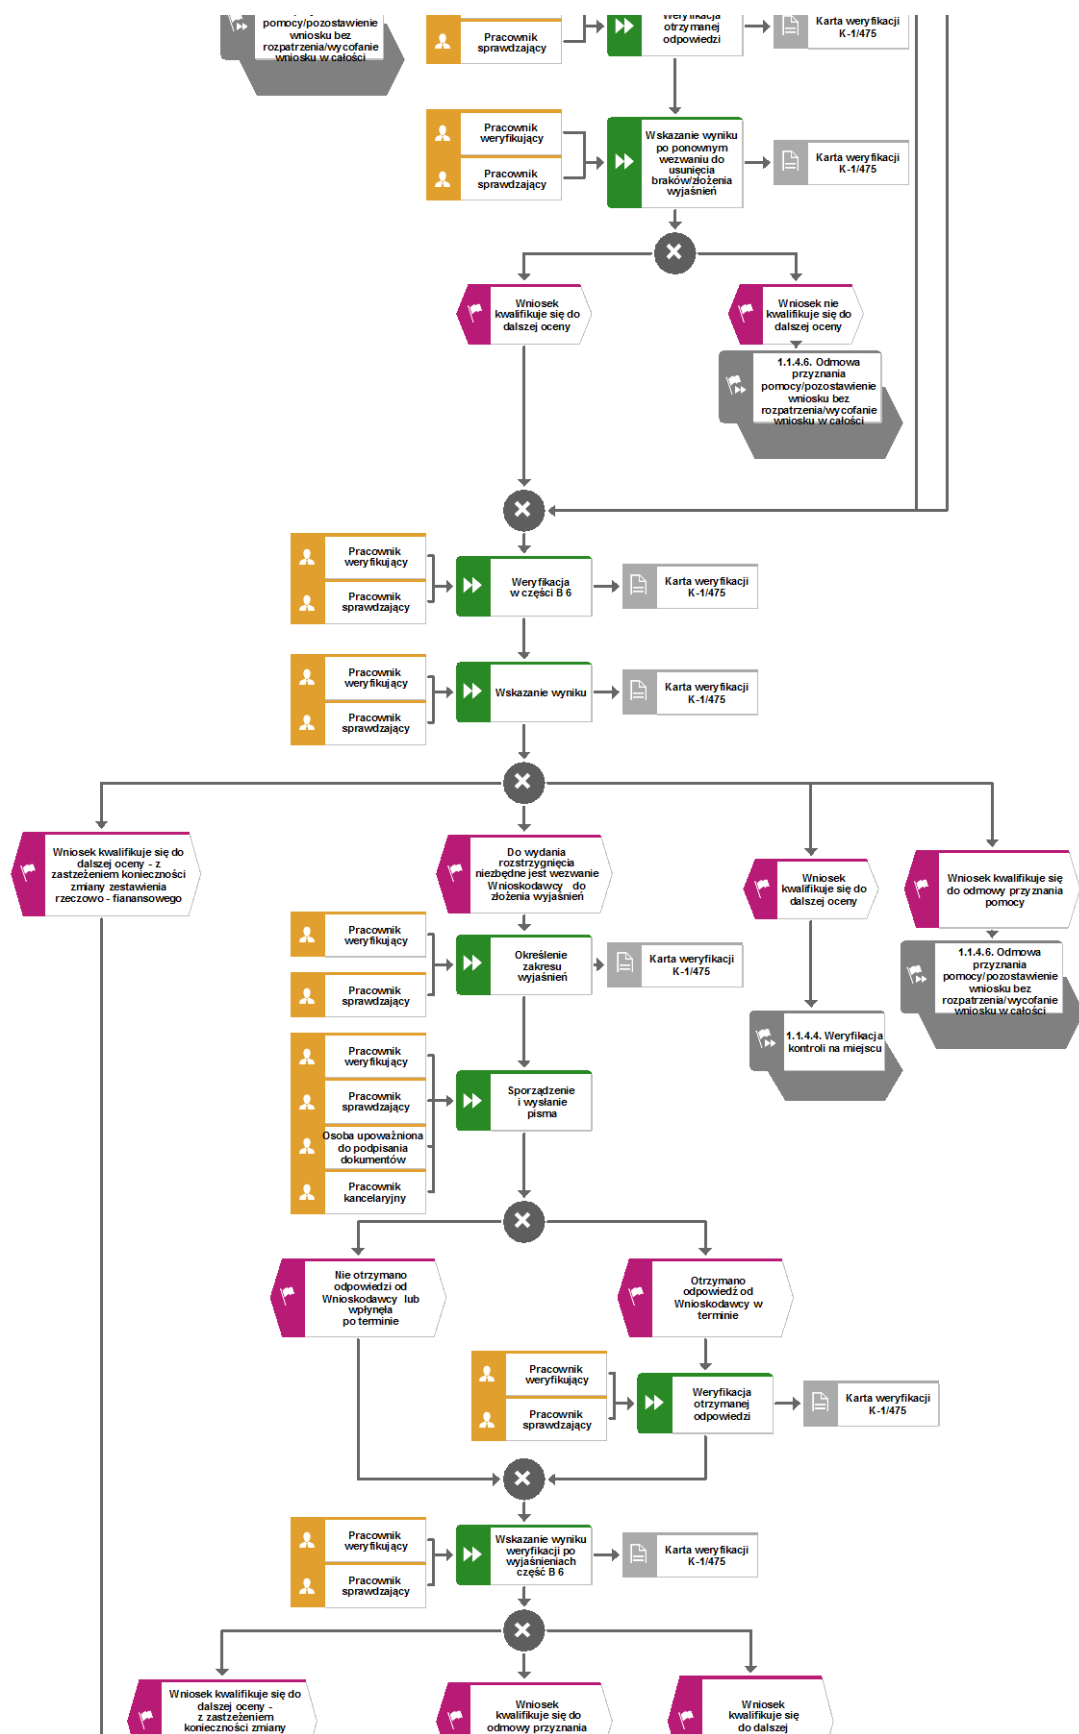 pomocy/pozostawienie
wniosku bez
rozpatrzenia/wycofanie
wniosku w całości
Pracownik
sprawdzający
Weryfikacja
otrzymanej
odpowiedzi
Karta weryfikacji
K-1/475
Pracownik
weryfikujący
Pracownik
sprawdzający
Wskazanie wyniku
po ponownym
wezwaniu do
usunięcia
braków/złożenia
wyjaśnień
Karta weryfikacji
K-1/475
Wniosek
kwalifikuje się do
dalszej oceny
Wniosek nie
kwalifikuje się do
dalszej oceny
1.1.4.6. Odmowa
przyznania
pomocy/pozostawienie
wniosku bez
rozpatrzenia/wycofanie
wniosku w całości
Pracownik
weryfikujący
Pracownik
sprawdzający
Weryfikacja
w części B 6
Karta weryfikacji
K-1/475
Pracownik
weryfikujący
Pracownik
sprawdzający
Wskazanie wyniku
Karta weryfikacji
K-1/475
Wniosek kwalifikuje się do
dalszej oceny - z
zastżeżeniem konieczności
zmiany zestawienia
rzeczowo - fianansowego
Do wydania
rozstrzygnięcia
niezbędne jest wezwanie
Wnioskodawcy do
złożenia wyjaśnień
Wniosek
kwalifikuje się do
dalszej oceny
Wniosek kwalifikuje się
do odmowy przyznania
pomocy
Pracownik
weryfikujący
Pracownik
sprawdzający
Określenie
zakresu
wyjaśnień
Karta weryfikacji
K-1/475
1.1.4.6. Odmowa
przyznania
pomocy/pozostawienie
wniosku bez
rozpatrzenia/wycofanie
wniosku w całości
1.1.4.4. Weryfikacja
kontroli na miejscu
Pracownik
weryfikujący
Pracownik
sprawdzający
Osoba upoważniona
do podpisania
dokumentów
Pracownik
kancelaryjny
Sporządzenie
i wysłanie
pisma
Nie otrzymano
odpowiedzi od
Wnioskodawcy lub
wpłynęła
po terminie
Otrzymano
odpowiedź od
Wnioskodawcy w
terminie
Pracownik
weryfikujący
Pracownik
sprawdzający
Weryfikacja
otrzymanej
odpowiedzi
Karta weryfikacji
K-1/475
Pracownik
weryfikujący
Pracownik
sprawdzający
Wskazanie wyniku
weryfikacji po
wyjaśnieniach
część B 6
Karta weryfikacji
K-1/475
Wniosek kwalifikuje się do
dalszej oceny -
z zastżeżeniem
konieczności zmiany
Wniosek
kwalifikuje się do
odmowy przyznania
Wniosek
kwalifikuje się
do dalszej